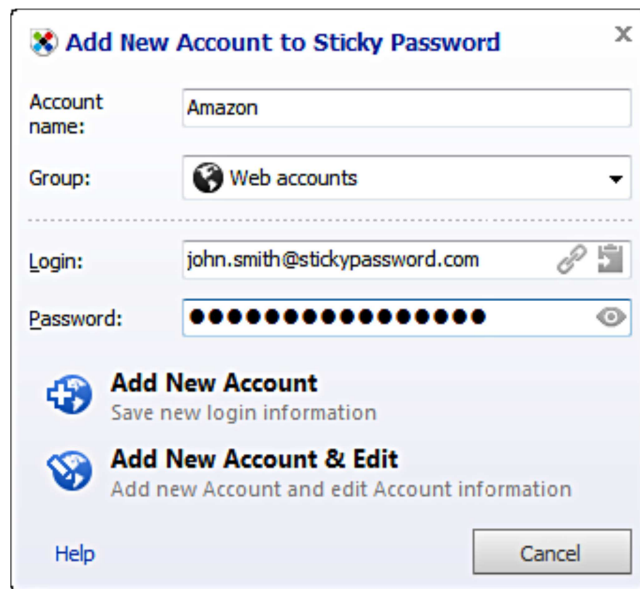 Add New Account to Sticky Password
Account name:
Amazon
Group:
Web accounts
Login:
john.smith@stickypassword.com
Password:
●●●●●●●●●●●●●●●●
Add New Account
Save new login information
Add New Account & Edit
Add new Account and edit Account information
Help
Cancel